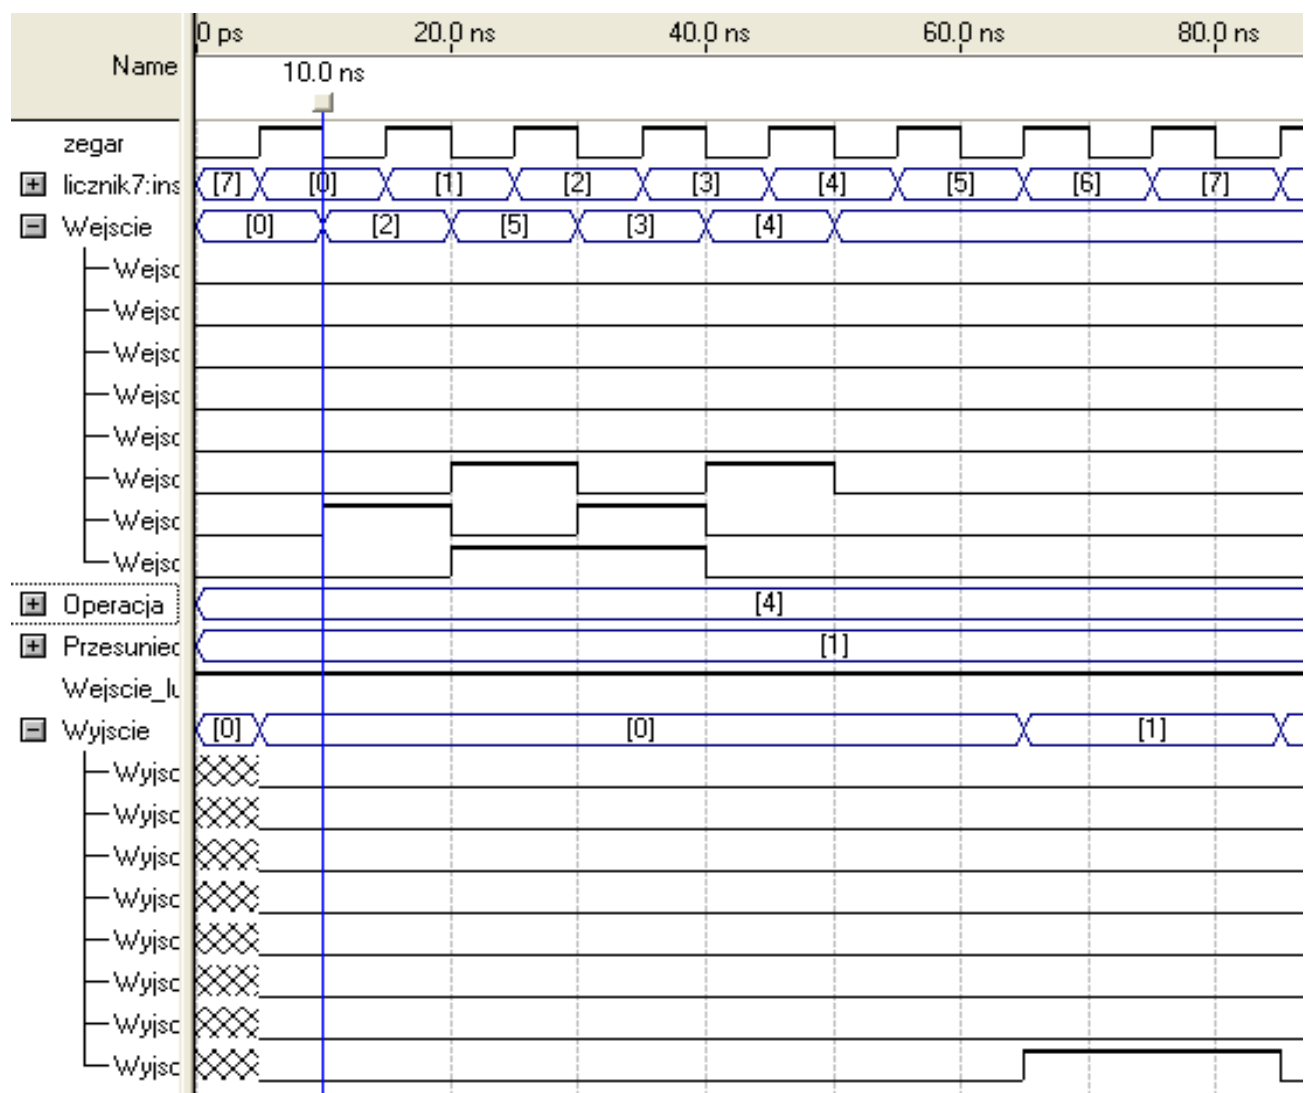 0 ps 20.0 ns 40.0 ns 60.0 ns 80.0 ns
Name
10.0 ns
zegar
licznik7:ins [7] [0] [1] [2] [3] [4] [5] [6] [7]
Wejscie [0] [2] [5] [3] [4]
Wejsc
Wejsc
Wejsc
Wejsc
Wejsc
Wejsc
Wejsc
Wejsc
Operacja [4]
Przesuniec [1]
Wejscie_lu
Wyjscie [0] [0] [1]
Wyjsc
Wyjsc
Wyjsc
Wyjsc
Wyjsc
Wyjsc
Wyjsc
Wyjsc